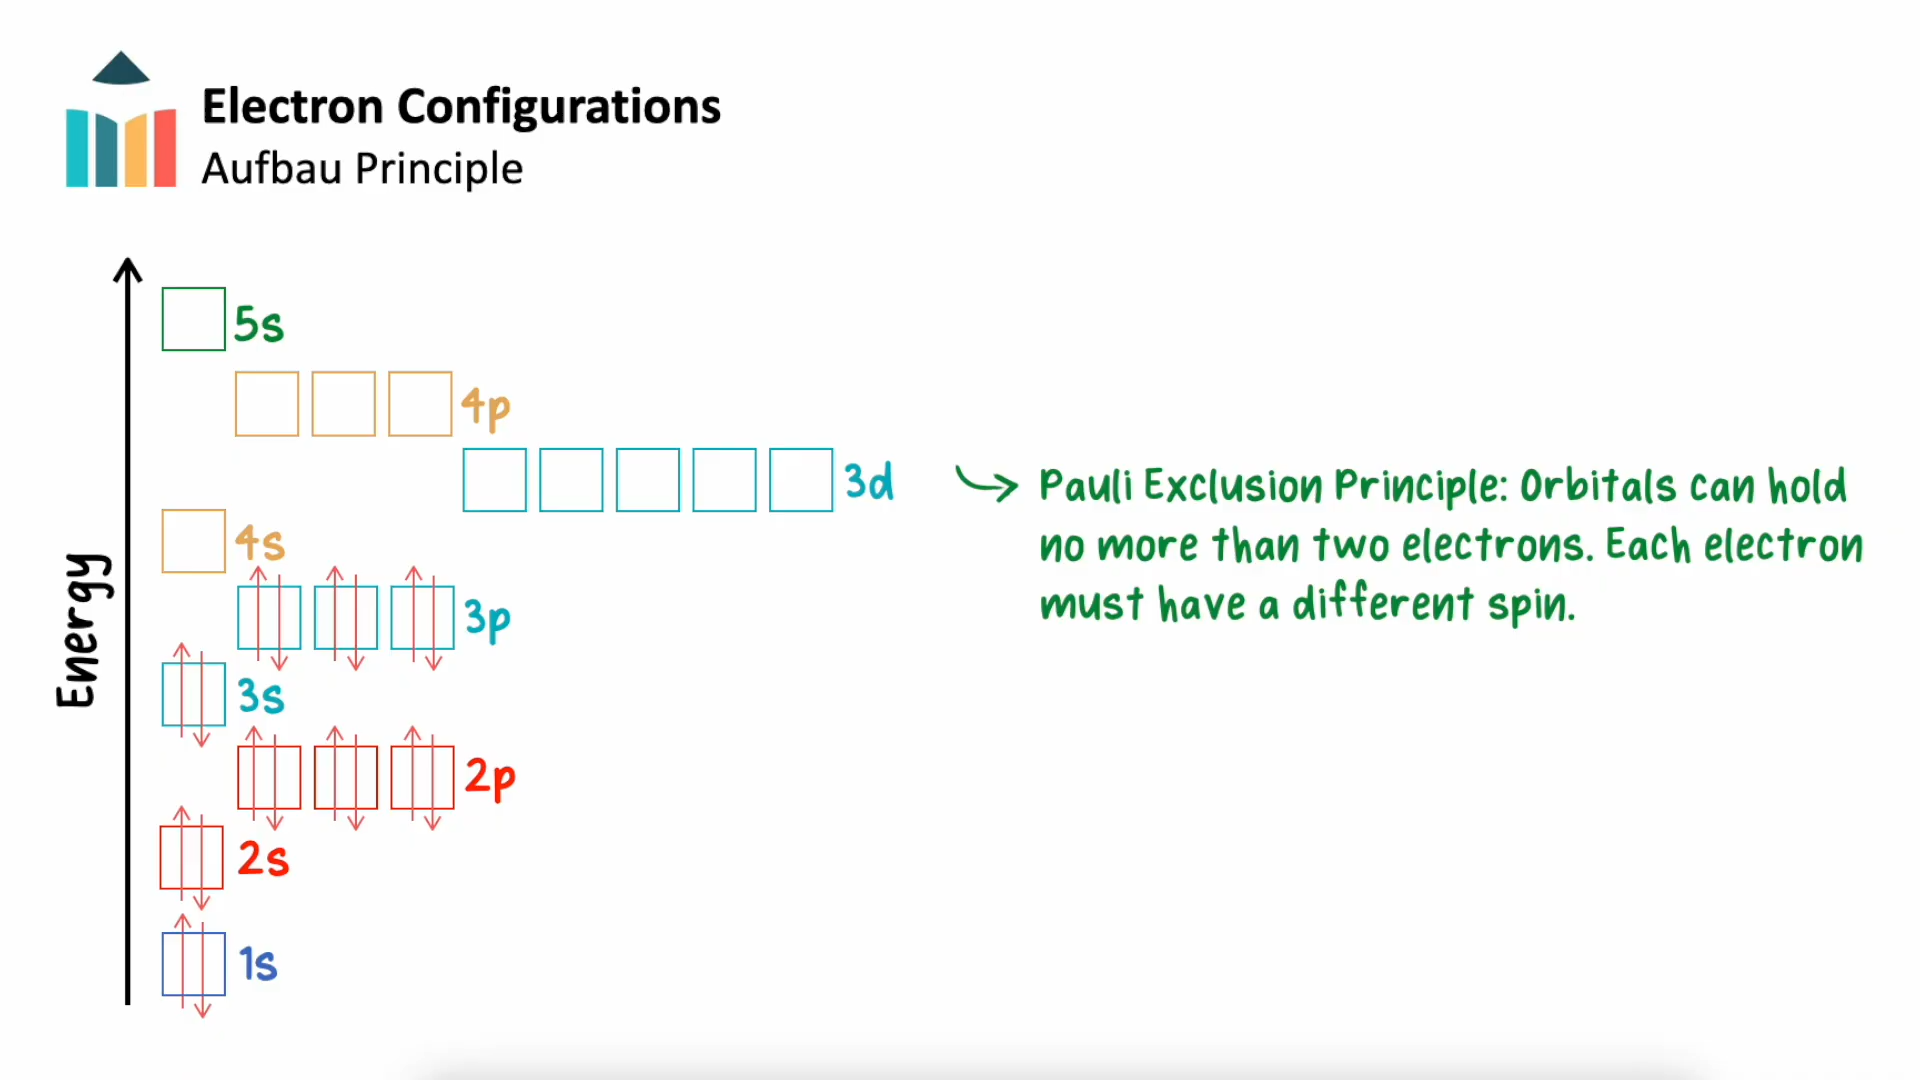 Electron Configurations
Aufbau Principle
5s
4p
3d
Pauli Exclusion Principle: Orbitals can hold
no more than two electrons. Each electron
must have a different spin.
4s
Energy
3p
3s
2p
2s
1s